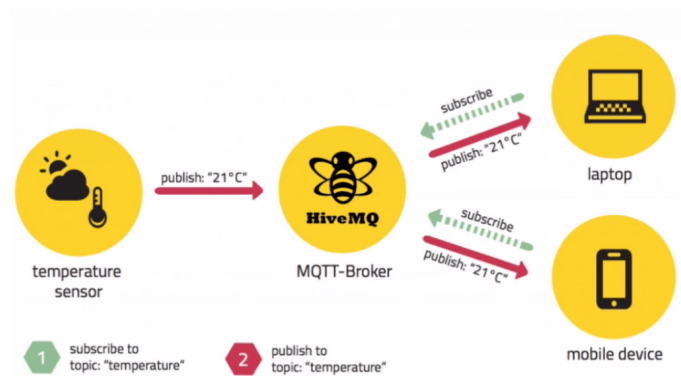 subscribe
publish: "21°C"
laptop
publish: "21°C"
HiveMQ
temperature
sensor
MQTT-Broker
subscribe
publish: "21°C"
mobile device
1
subscribe to
topic: "temperature"
2
publish to
topic: "temperature"